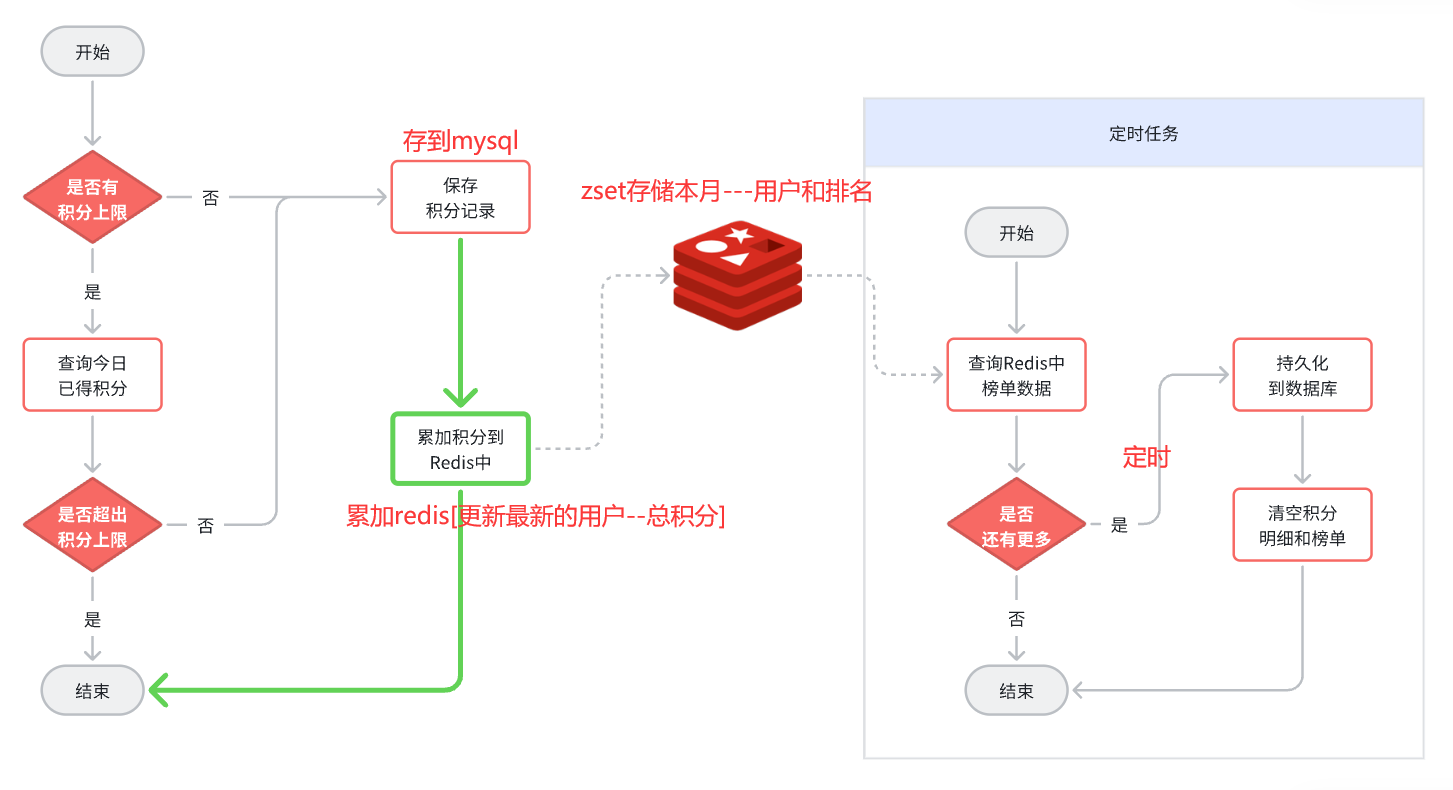 开始
是否有
积分上限
否
是
查询今日
已得积分
是否超出
积分上限
否
是
结束
存到mysql
保存
积分记录
累加积分到
Redis中
累加redis[更新最新的用户--总积分]
zset存储本月---用户和排名
定时任务
开始
查询Redis中
榜单数据
是否
还有更多
是
否
结束
定时
持久化
到数据库
清空积分
明细和榜单